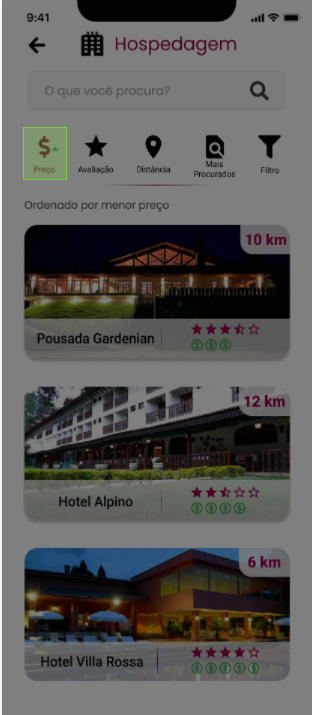 9:41
Hospedagem
O que você procura?
$
Preço
Avaliação
Distância
Mais
Procurados
Filtro
Ordenado por menor preço
10 km
Pousada Gardenian
$ $ $
12 km
Hotel Alpino
$ $ $ $
6 km
Hotel Villa Rossa
$ $ $ $ $